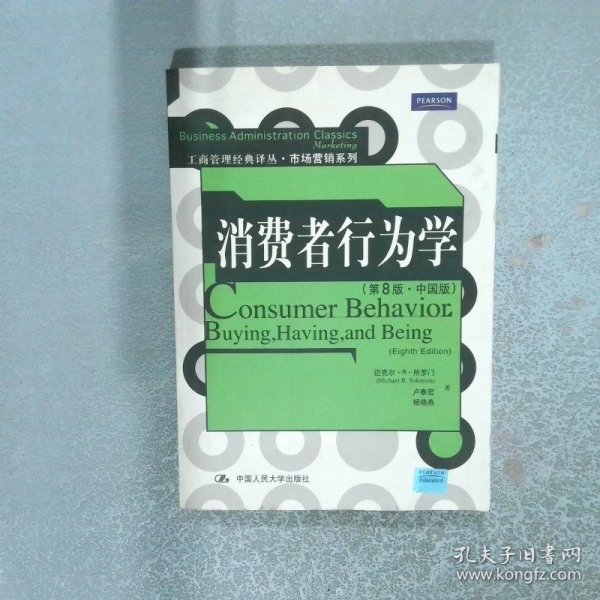 PEARSON
Business Administration Classics
Marketing
工商管理经典译丛·市场营销系列
消费者行为学
(第8版·中国版)
Consumer Behavior:
Buying,Having,and Being
(Eighth Edition)
迈克尔·R·所罗门
(Michael R. Solomon)
卢泰宏
杨晓燕
著
中国人民大学出版社
PEARSON
Education
孔夫子旧书网
www.kongfz.com